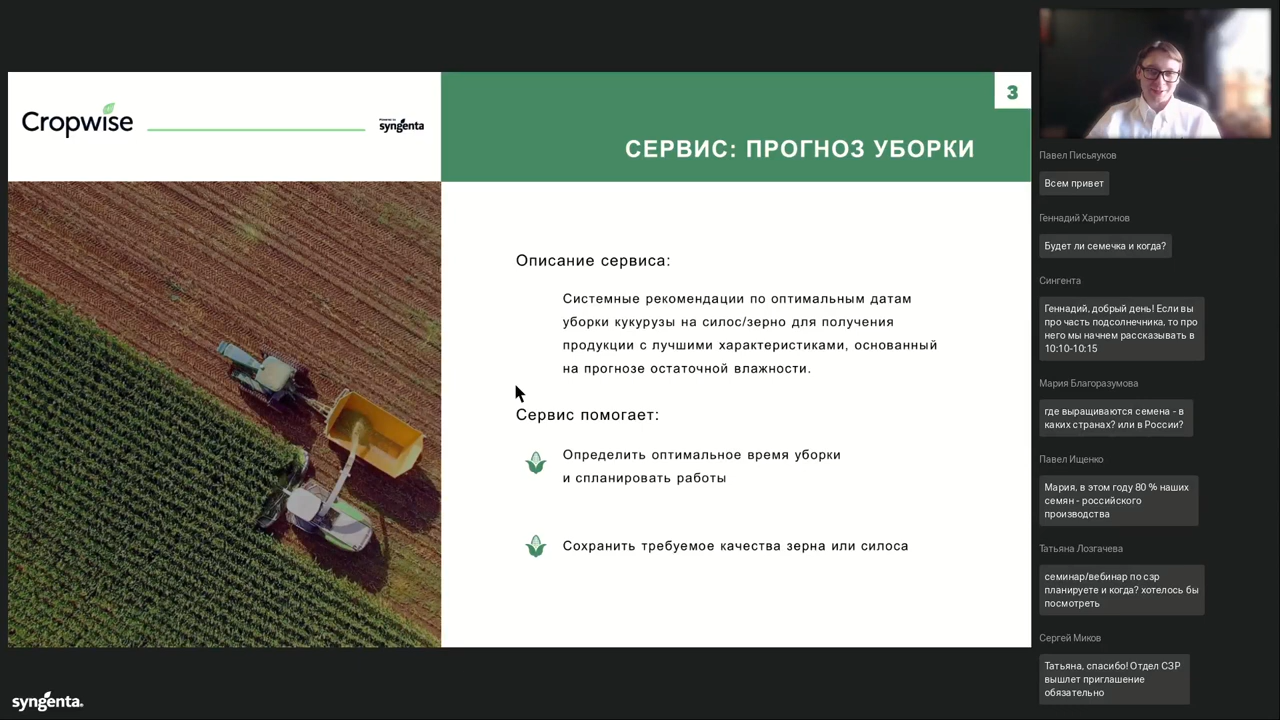 Cropwise
syngenta
3
СЕРВИС: ПРОГНОЗ УБОРКИ
Описание сервиса:
Системные рекомендации по оптимальным датам
уборки кукурузы на силос/зерно для получения
продукции с лучшими характеристиками, основанный
на прогнозе остаточной влажности.
Сервис помогает:
Определить оптимальное время уборки
и спланировать работы
Сохранить требуемое качества зерна или силоса
syngenta.
Павел Письяуков
Всем привет
Геннадий Харитонов
Будет ли семечка и когда?
Сингента
Геннадий, добрый день! Если вы
про часть подсолнечника, то про
него мы начнем рассказывать в
10:10-10:15
Мария Благоразумова
где выращиваются семена - в
каких странах? или в России?
Павел Ищенко
Мария, в этом году 80 % наших
семян - российского
производства
Татьяна Лозгачева
семинар/вебинар по сзр
планируете и когда? хотелось бы
посмотреть
Сергей Миков
Татьяна, спасибо! Отдел СЗР
вышлет приглашение
обязательно